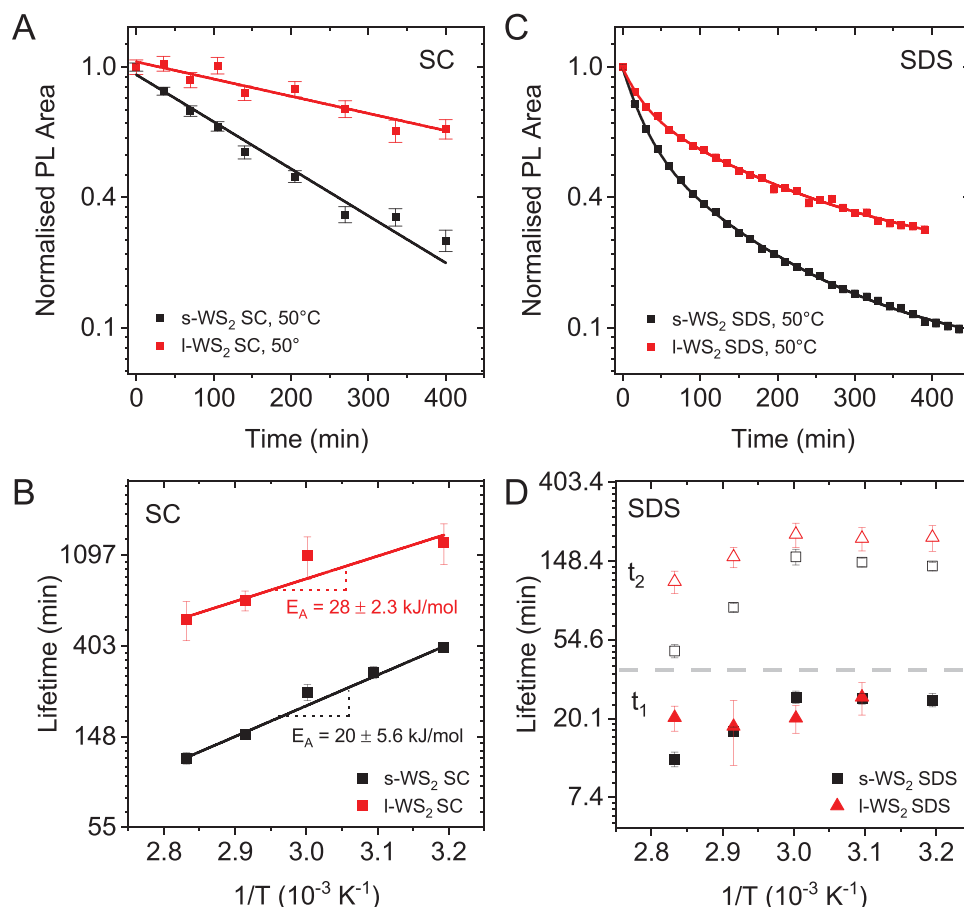 A
SC
1.0
0.4
0.1
Normalised PL Area
s-WS₂ SC, 50°C
l-WS₂ SC, 50°
0 100 200 300 400
Time (min)
C
SDS
1.0
0.4
0.1
Normalised PL Area
s-WS₂ SDS, 50°C
l-WS₂ SDS, 50°C
0 100 200 300 400
Time (min)
B
SC
1097
403
148
55
Lifetime (min)
E_A = 28 ± 2.3 kJ/mol
E_A = 20 ± 5.6 kJ/mol
s-WS₂ SC
l-WS₂ SC
2.8 2.9 3.0 3.1 3.2
1/T (10⁻³ K⁻¹)
D
SDS
403.4
148.4
54.6
20.1
7.4
Lifetime (min)
t₂
t₁
s-WS₂ SDS
l-WS₂ SDS
2.8 2.9 3.0 3.1 3.2
1/T (10⁻³ K⁻¹)